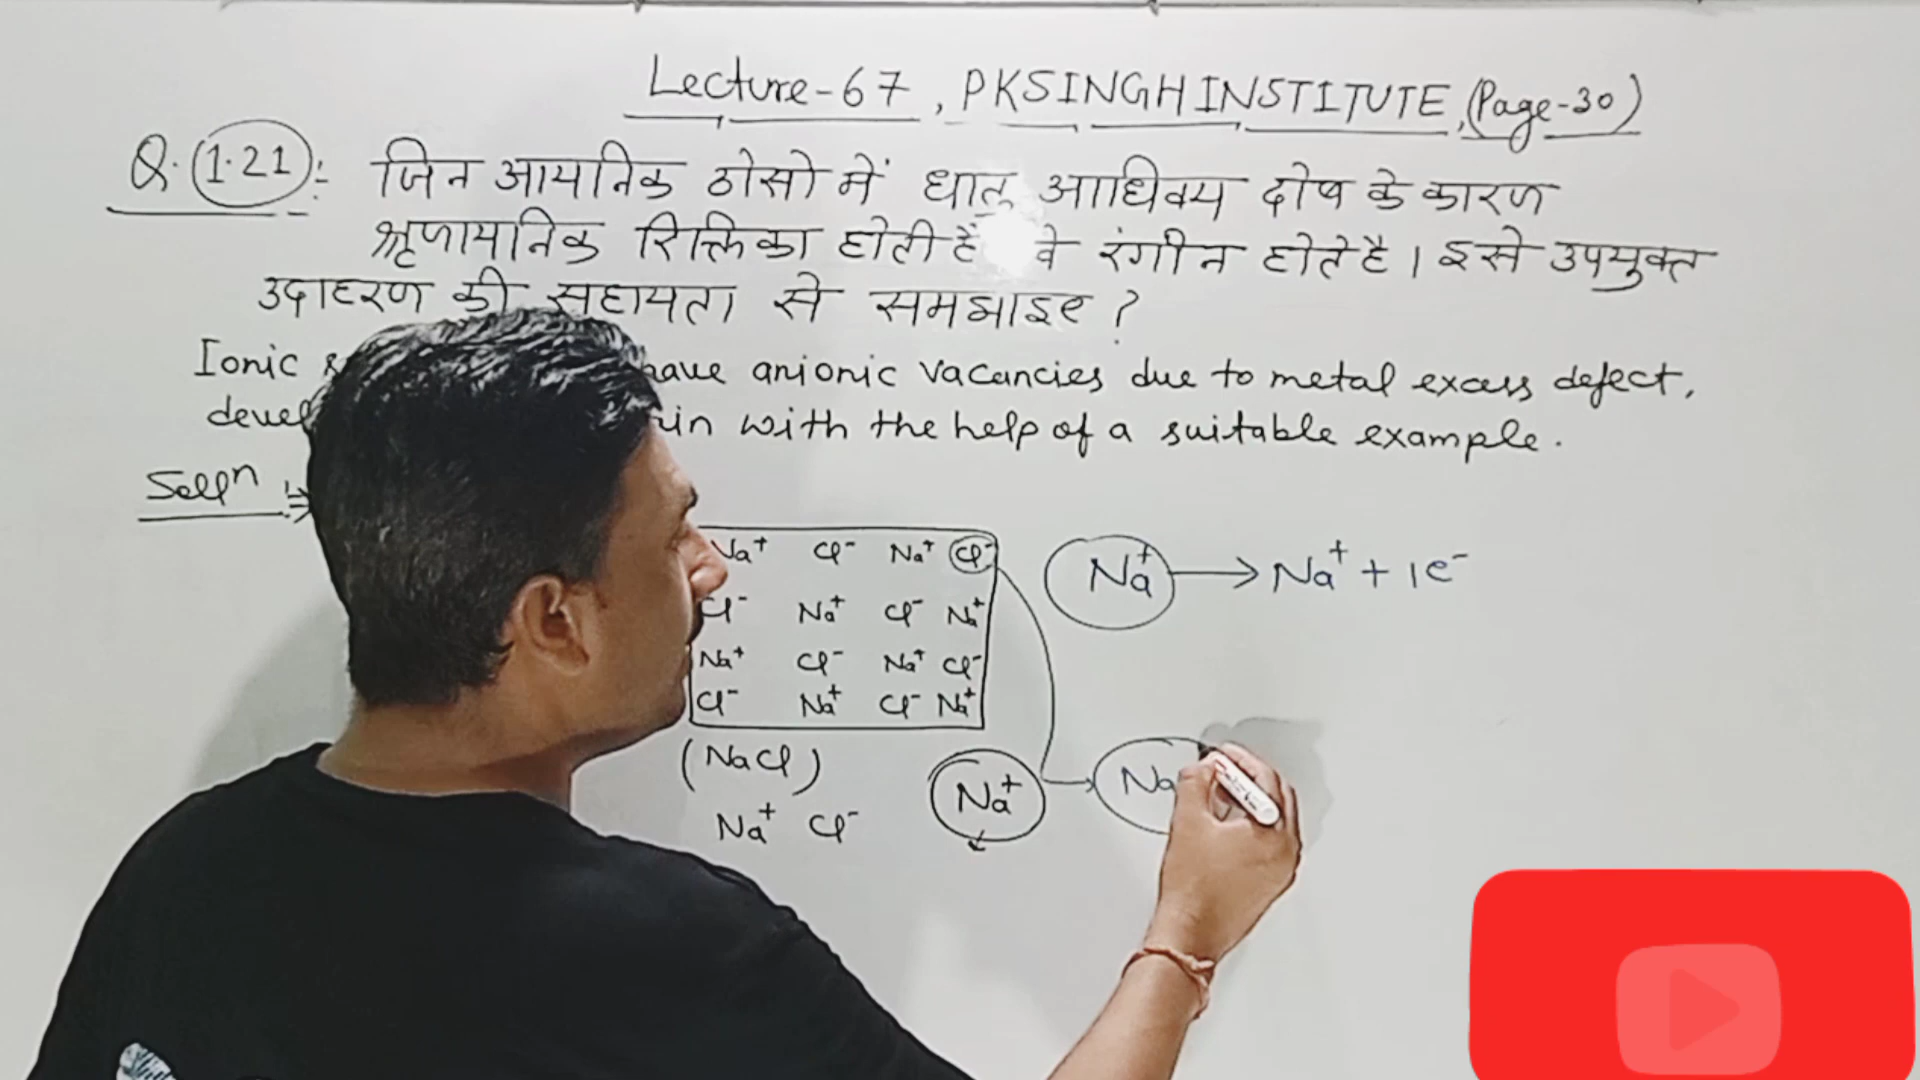 Lecture-67, PKSINGH INSTITUTE, (Page-30)
Q. 1.21 : जिन आयनिक ठोसो में धातु आधिक्य दोष के कारण
ऋणायनिक रिक्तिका होती है वे रंगीन होते है। इसे उपयुक्त
उदाहरण की सहायता से समझाइए ?
Ionic have anionic vacancies due to metal excess defect,
with the help of a suitable example.
Solⁿ :⇒
Na⁺ Cl⁻ Na⁺ Cl⁻
Cl⁻ Na⁺ Cl⁻ Na⁺
Na⁺ Cl⁻ Na⁺ Cl⁻
Cl⁻ Na⁺ Cl⁻ Na⁺
(NaCl)
Na⁺ Cl⁻
Na⁺ → Na⁺ + 1e⁻
Na⁺
Na